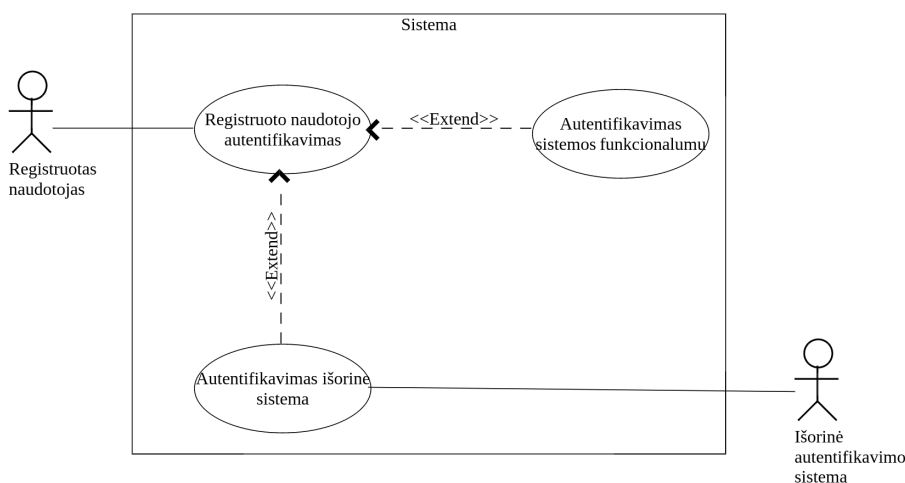 Sistema
Registruoto naudotojo
autentifikavimas
<<Extend>>
Autentifikavimas
sistemos funkcionalumu
Registruotas
naudotojas
<<Extend>>
Autentifikavimas išorine
sistema
Išorinė
autentifikavimo
sistema